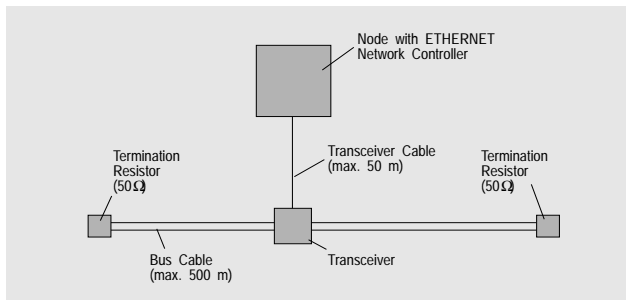 Node with ETHERNET
Network Controller
Transceiver Cable
(max. 50 m)
Termination
Resistor
(50Ω)
Termination
Resistor
(50Ω)
Bus Cable
(max. 500 m)
Transceiver